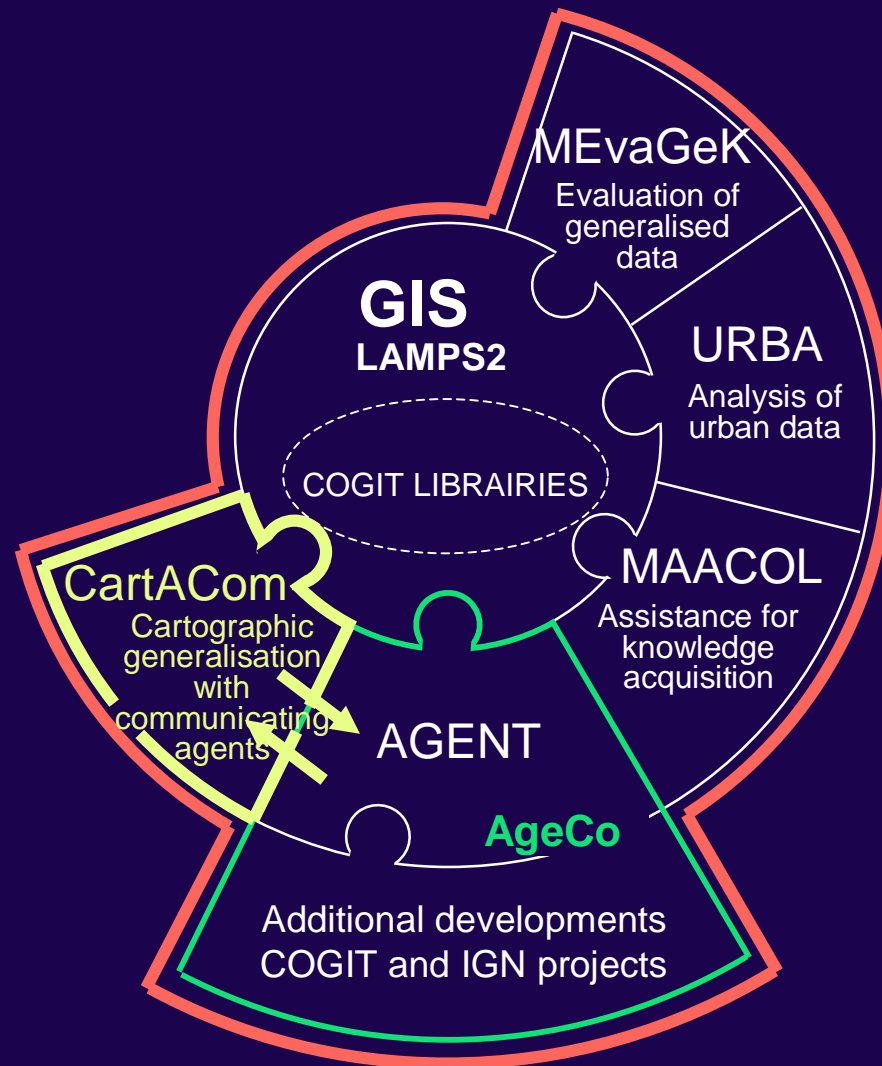 MEvaGeK
Evaluation of
generalised
data
GIS
LAMPS2
URBA
Analysis of
urban data
COGIT LIBRAIRIES
MAACOL
Assistance for
knowledge
acquisition
CartACom
Cartographic
generalisation
with
communicating
agents
AGENT
AgeCo
Additional developments
COGIT and IGN projects